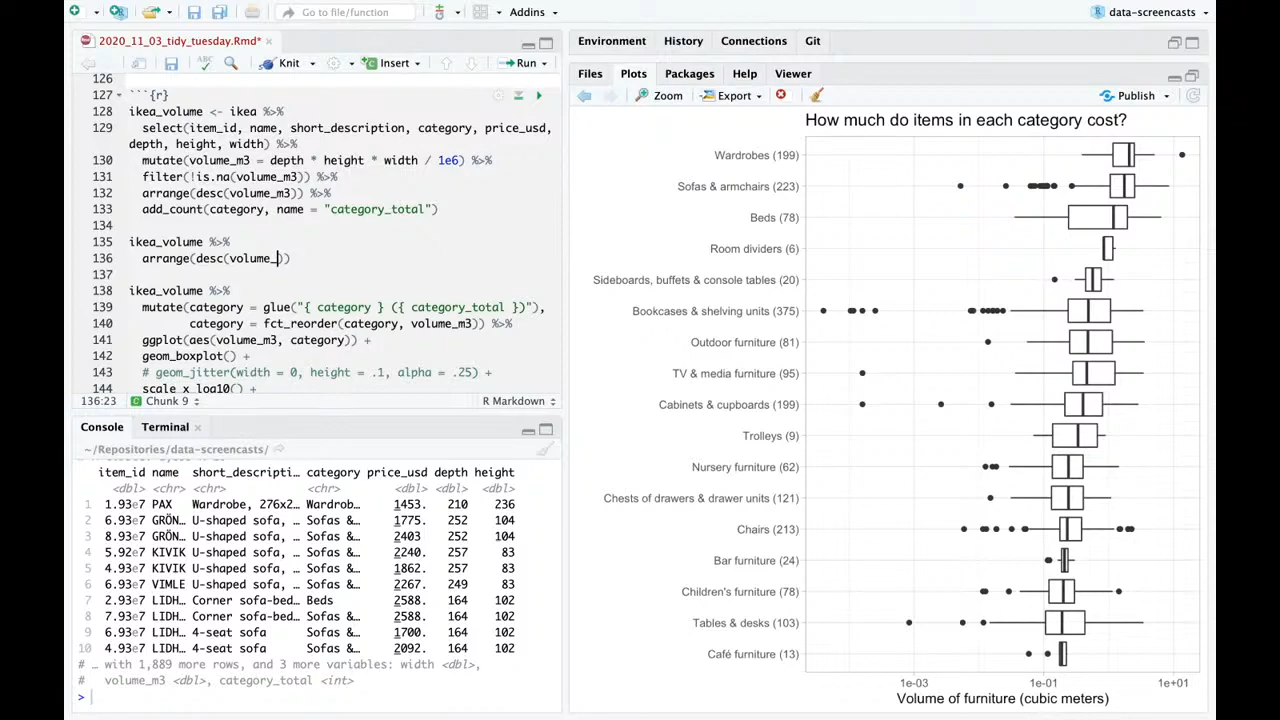 Go to file/function
Addins
data-screencasts
2020_11_03_tidy_tuesday.Rmd*
ABC
Knit
Insert
Run
126
127 ```{r}
128 ikea_volume <- ikea %>%
129 select(item_id, name, short_description, category, price_usd,
depth, height, width) %>%
130 mutate(volume_m3 = depth * height * width / 1e6) %>%
131 filter(!is.na(volume_m3)) %>%
132 arrange(desc(volume_m3)) %>%
133 add_count(category, name = "category_total")
134
135 ikea_volume %>%
136 arrange(desc(volume_))
137
138 ikea_volume %>%
139 mutate(category = glue("{ category } ({ category_total })"),
140 category = fct_reorder(category, volume_m3)) %>%
141 ggplot(aes(volume_m3, category)) +
142 geom_boxplot() +
143 # geom_jitter(width = 0, height = .1, alpha = .25) +
144 scale_x_log10() +
136:23 Chunk 9 R Markdown
Console Terminal
~/Repositories/data-screencasts/
item_id name short_descripti… category price_usd depth height
<dbl> <chr> <chr> <chr> <dbl> <dbl> <dbl>
1 1.93e7 PAX Wardrobe, 276x2… Wardrob… 1453. 210 236
2 6.93e7 GRÖN… U-shaped sofa, … Sofas &… 1775. 252 104
3 8.93e7 GRÖN… U-shaped sofa, … Sofas &… 2403 252 104
4 5.92e7 KIVIK U-shaped sofa, … Sofas &… 2240. 257 83
5 4.93e7 KIVIK U-shaped sofa, … Sofas &… 1862. 257 83
6 6.93e7 VIMLE U-shaped sofa, … Sofas &… 2267. 249 83
7 2.93e7 LIDH… Corner sofa-bed… Beds 2588. 164 102
8 7.93e7 LIDH… Corner sofa-bed… Sofas &… 2588. 164 102
9 6.93e7 LIDH… 4-seat sofa Sofas &… 1700. 164 102
10 4.93e7 LIDH… 4-seat sofa Sofas &… 2092. 164 102
# … with 1,889 more rows, and 3 more variables: width <dbl>,
# volume_m3 <dbl>, category_total <int>
>
Environment History Connections Git
Files Plots Packages Help Viewer
Zoom Export Publish
How much do items in each category cost?
Wardrobes (199)
Sofas & armchairs (223)
Beds (78)
Room dividers (6)
Sideboards, buffets & console tables (20)
Bookcases & shelving units (375)
Outdoor furniture (81)
TV & media furniture (95)
Cabinets & cupboards (199)
Trolleys (9)
Nursery furniture (62)
Chests of drawers & drawer units (121)
Chairs (213)
Bar furniture (24)
Children's furniture (78)
Tables & desks (103)
Café furniture (13)
1e-03 1e-01 1e+01
Volume of furniture (cubic meters)